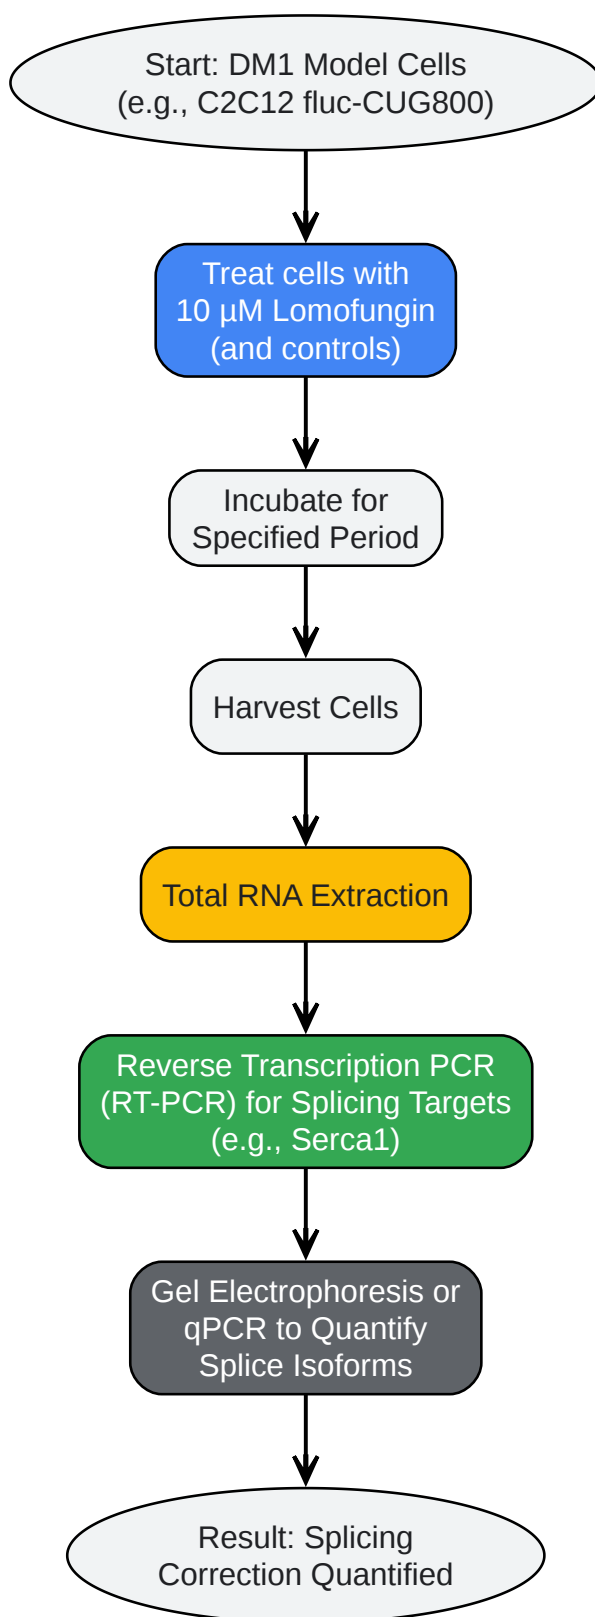 Start: DM1 Model Cells
(e.g., C2C12 fluc-CUG800)
Treat cells with
10 µM Lomofungin
(and controls)
Incubate for
Specified Period
Harvest Cells
Total RNA Extraction
Reverse Transcription PCR
(RT-PCR) for Splicing Targets
(e.g., Serca1)
Gel Electrophoresis or
qPCR to Quantify
Splice Isoforms
Result: Splicing
Correction Quantified